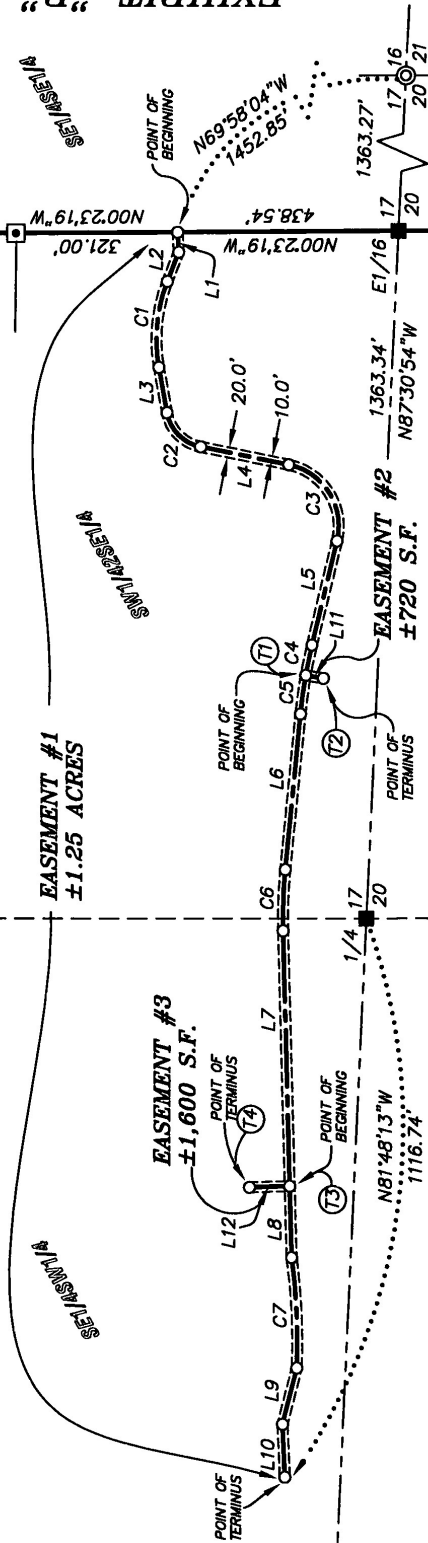 EXHIBIT "B"
SE1/4SE1/4
SW1/42SE1/4
SE1/4SW1/4
EASEMENT #1
±1.25 ACRES
EASEMENT #2
±720 S.F.
EASEMENT #3
±1,600 S.F.
POINT OF
BEGINNING
N69°58'04"W
1452.85'
N00°23'19"W
321.00'
N00°23'19"W
438.54'
1363.27'
17
16
20
21
E1/16
17
20
1363.34'
N87°30'54"W
L1
L2
C1
L3
C2
20.0'
10.0'
L4
C3
L5
C4
L11
T1
C5
POINT OF
BEGINNING
T2
POINT OF
TERMINUS
L6
C6
1/4
17
20
L7
POINT OF
TERMINUS
T4
L12
POINT OF
BEGINNING
T3
L8
C7
L9
L10
POINT OF
TERMINUS
N81°48'13"W
1116.74'